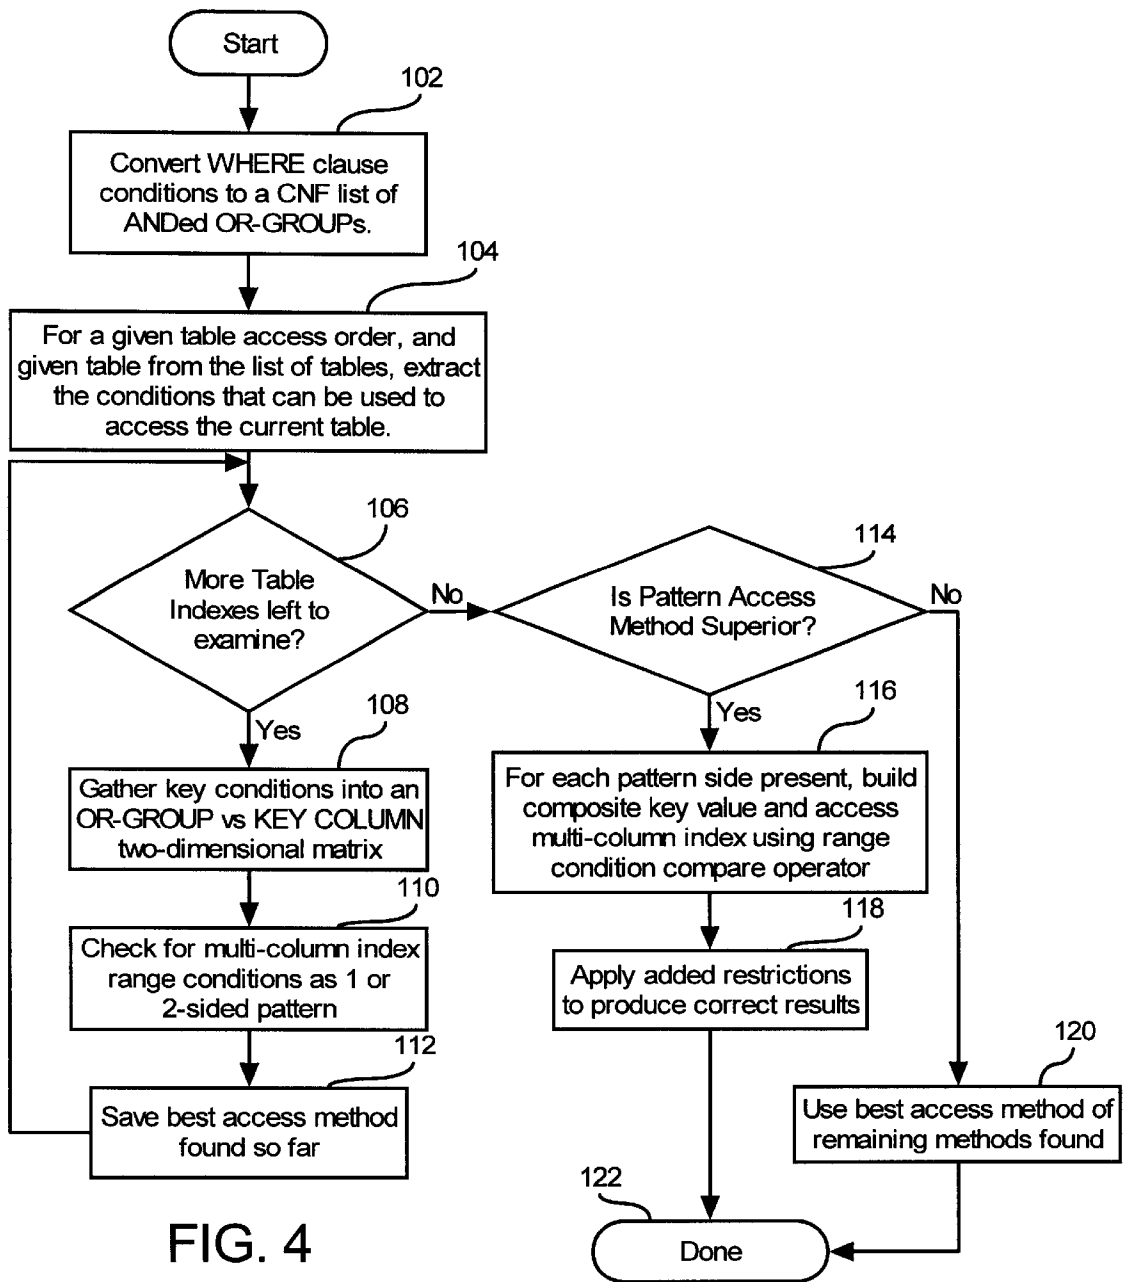 Start
102
Convert WHERE clause
conditions to a CNF list of
ANDed OR-GROUPs.
104
For a given table access order, and
given table from the list of tables, extract
the conditions that can be used to
access the current table.
106
More Table
Indexes left to
examine?
No
114
Is Pattern Access
Method Superior?
No
Yes
108
Gather key conditions into an
OR-GROUP vs KEY COLUMN
two-dimensional matrix
110
Check for multi-column index
range conditions as 1 or
2-sided pattern
112
Save best access method
found so far
Yes
116
For each pattern side present, build
composite key value and access
multi-column index using range
condition compare operator
118
Apply added restrictions
to produce correct results
120
Use best access method of
remaining methods found
122
Done
FIG. 4